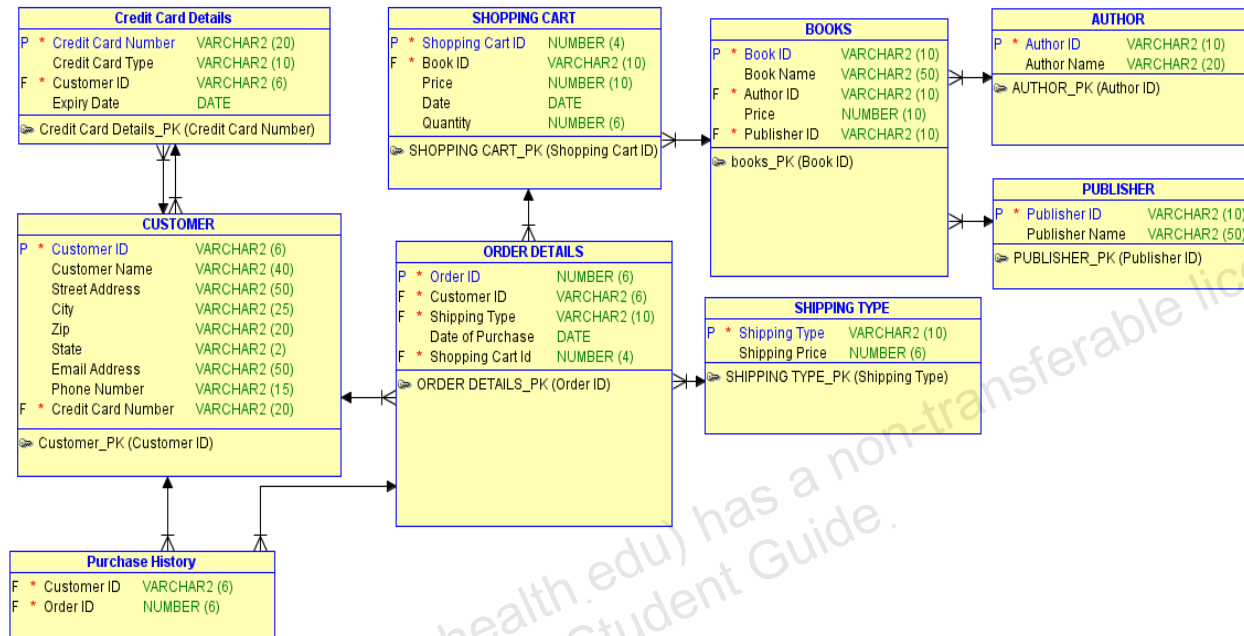 Credit Card Details
P * Credit Card Number VARCHAR2 (20)
Credit Card Type VARCHAR2 (10)
F * Customer ID VARCHAR2 (6)
Expiry Date DATE
Credit Card Details_PK (Credit Card Number)
SHOPPING CART
P * Shopping Cart ID NUMBER (4)
F * Book ID VARCHAR2 (10)
Price NUMBER (10)
Date DATE
Quantity NUMBER (6)
SHOPPING CART_PK (Shopping Cart ID)
BOOKS
P * Book ID VARCHAR2 (10)
Book Name VARCHAR2 (50)
F * Author ID VARCHAR2 (10)
Price NUMBER (10)
F * Publisher ID VARCHAR2 (10)
books_PK (Book ID)
AUTHOR
P * Author ID VARCHAR2 (10)
Author Name VARCHAR2 (20)
AUTHOR_PK (Author ID)
PUBLISHER
P * Publisher ID VARCHAR2 (10)
Publisher Name VARCHAR2 (50)
PUBLISHER_PK (Publisher ID)
CUSTOMER
P * Customer ID VARCHAR2 (6)
Customer Name VARCHAR2 (40)
Street Address VARCHAR2 (50)
City VARCHAR2 (25)
Zip VARCHAR2 (20)
State VARCHAR2 (2)
Email Address VARCHAR2 (50)
Phone Number VARCHAR2 (15)
F * Credit Card Number VARCHAR2 (20)
Customer_PK (Customer ID)
ORDER DETAILS
P * Order ID NUMBER (6)
F * Customer ID VARCHAR2 (6)
F * Shipping Type VARCHAR2 (10)
Date of Purchase DATE
F * Shopping Cart Id NUMBER (4)
ORDER DETAILS_PK (Order ID)
SHIPPING TYPE
P * Shipping Type VARCHAR2 (10)
Shipping Price NUMBER (6)
SHIPPING TYPE_PK (Shipping Type)
Purchase History
F * Customer ID VARCHAR2 (6)
F * Order ID NUMBER (6)
health.edu) has a non-transferable
Student Guide.